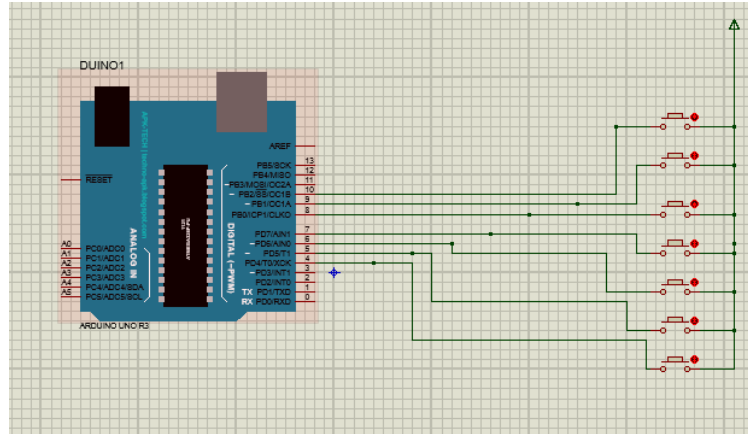 DUINO1
AREF
RESET
PB5/SCK 13
PB4/MISO 12
~PB3/MOSI/OC2A 11
~PB2/SS/OC1B 10
~PB1/OC1A 9
PB0/ICP1/CLKO 8
PD7/AIN1 7
~PD6/AIN0 6
~PD5/T1 5
PD4/T0/XCK 4
~PD3/INT1 3
PD2/INT0 2
TX PD1/TXD 1
RX PD0/RXD 0
DIGITAL (~PWM)
ANALOG IN
A0 PC0/ADC0
A1 PC1/ADC1
A2 PC2/ADC2
A3 PC3/ADC3
A4 PC4/ADC4/SDA
A5 PC5/ADC5/SCL
ARDUINO UNO R3